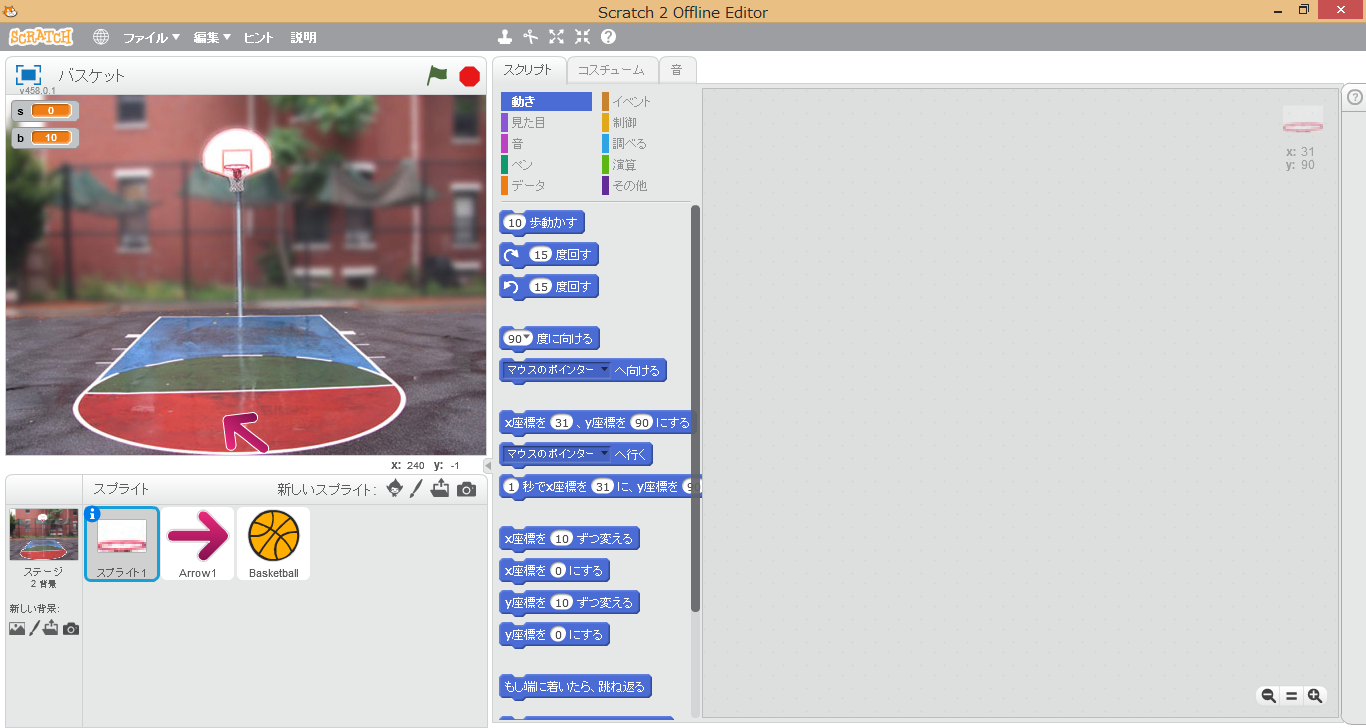 Scratch 2 Offline Editor
SCRATCH ファイル 編集 ヒント 説明
バスケット
v458.0.1
s 0
b 10
x: 240 y: -1
スプライト 新しいスプライト:
ステージ
2 背景
新しい背景:
スプライト1
Arrow1
Basketball
スクリプト コスチューム 音
動き イベント
見た目 制御
音 調べる
ペン 演算
データ その他
10 歩動かす
15 度回す
15 度回す
90 度に向ける
マウスのポインター へ向ける
x座標を 31 、y座標を 90 にする
マウスのポインター へ行く
1 秒でx座標を 31 に、y座標を 90
x座標を 10 ずつ変える
x座標を 0 にする
y座標を 10 ずつ変える
y座標を 0 にする
もし端に着いたら、跳ね返る
x: 31
y: 90